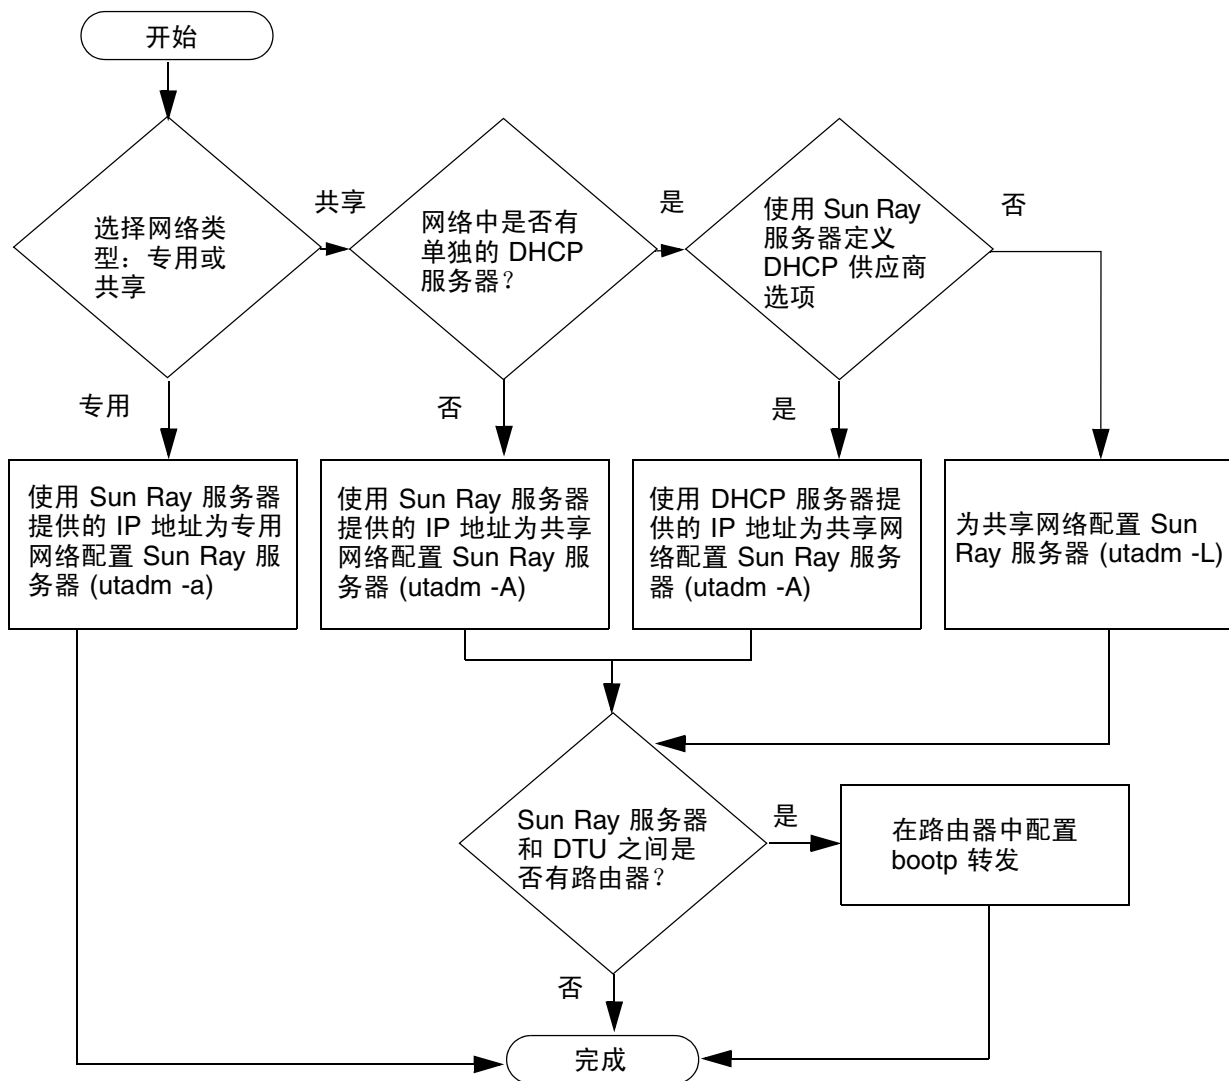 开始
选择网络类
型：专用或
共享
共享
网络中是否有
单独的 DHCP
服务器？
是
使用 Sun Ray
服务器定义
DHCP 供应商
选项
否
专用
否
是
使用 Sun Ray 服务器
提供的 IP 地址为专用
网络配置 Sun Ray 服
务器 (utadm -a)
使用 Sun Ray 服务器
提供的 IP 地址为共享
网络配置 Sun Ray 服
务器 (utadm -A)
使用 DHCP 服务器提
供的 IP 地址为共享网
络配置 Sun Ray 服务
器 (utadm -A)
为共享网络配置 Sun
Ray 服务器 (utadm -L)
Sun Ray 服务器
和 DTU 之间是
否有路由器？
是
在路由器中配置
bootp 转发
否
完成